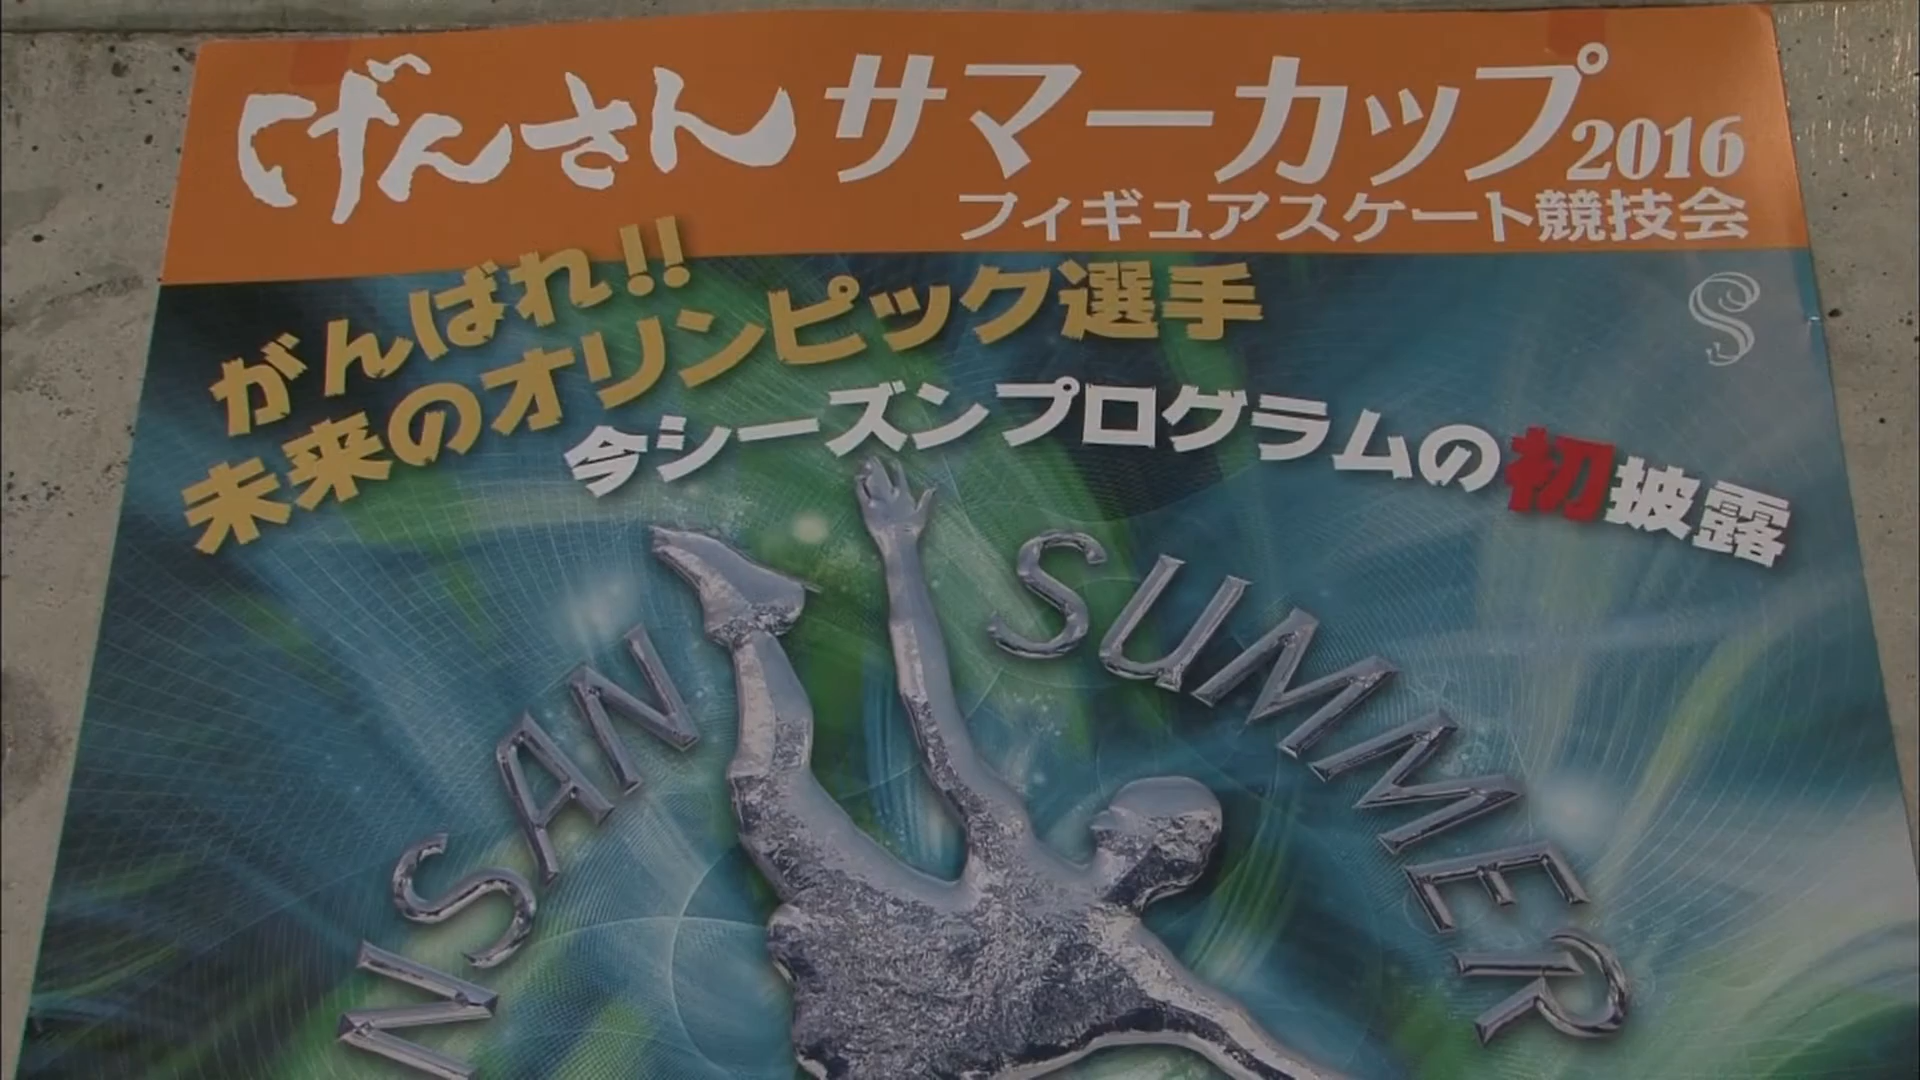 げんさんサマーカップ2016
フィギュアスケート競技会
がんばれ!!
未来のオリンピック選手
今シーズンプログラムの初披露
S
NSAN SUMMER